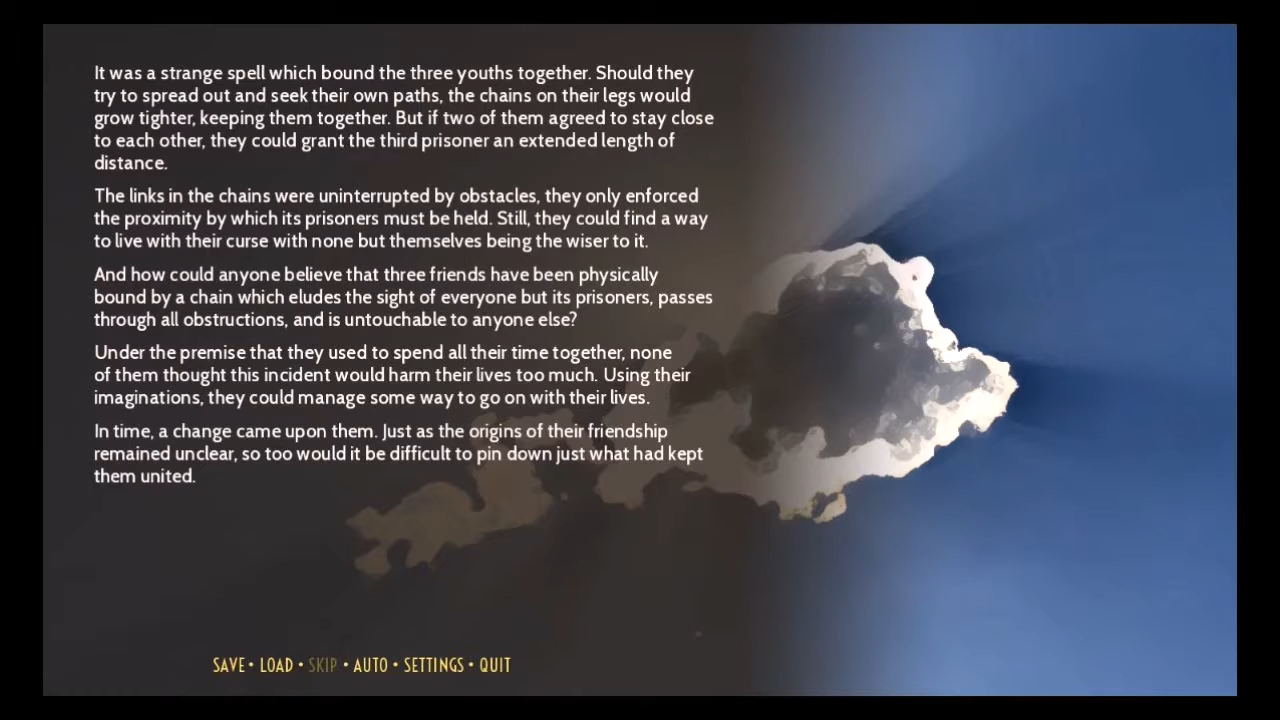 It was a strange spell which bound the three youths together. Should they
try to spread out and seek their own paths, the chains on their legs would
grow tighter, keeping them together. But if two of them agreed to stay close
to each other, they could grant the third prisoner an extended length of
distance.
The links in the chains were uninterrupted by obstacles, they only enforced
the proximity by which its prisoners must be held. Still, they could find a way
to live with their curse with none but themselves being the wiser to it.
And how could anyone believe that three friends have been physically
bound by a chain which eludes the sight of everyone but its prisoners, passes
through all obstructions, and is untouchable to anyone else?
Under the premise that they used to spend all their time together, none
of them thought this incident would harm their lives too much. Using their
imaginations, they could manage some way to go on with their lives.
In time, a change came upon them. Just as the origins of their friendship
remained unclear, so too would it be difficult to pin down just what had kept
them united.
SAVE • LOAD • SKIP • AUTO • SETTINGS • QUIT